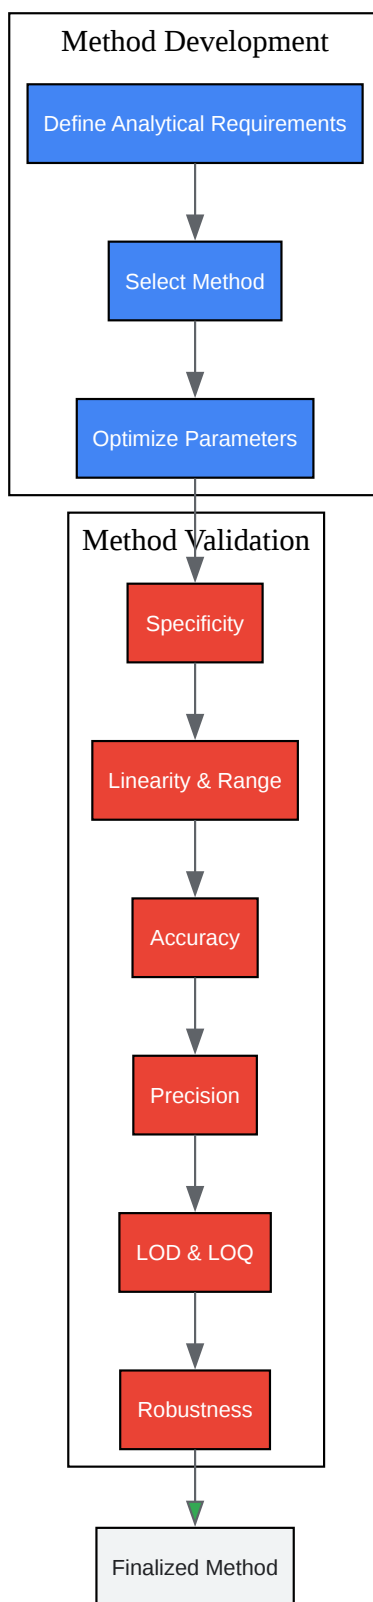 Method Development
Define Analytical Requirements
Select Method
Optimize Parameters
Method Validation
Specificity
Linearity & Range
Accuracy
Precision
LOD & LOQ
Robustness
Finalized Method